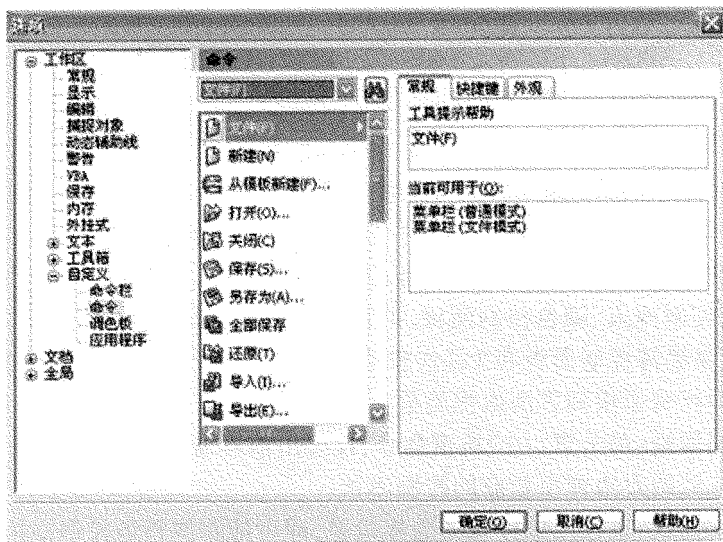 选项
工作区
常规
显示
编辑
捕捉对象
动态辅助线
警告
VBA
保存
内存
外挂式
文本
工具箱
自定义
命令栏
命令
调色板
应用程序
文档
全局
命令
文件(F)
文件(F)
新建(N)
从模板新建(F)...
打开(O)...
关闭(C)
保存(S)...
另存为(A)...
全部保存
还原(T)
导入(I)...
导出(E)...
常规 快捷键 外观
工具提示帮助
文件(F)
当前可用于(Q):
菜单栏 (普通模式)
菜单栏 (文件模式)
确定(O) 取消(C) 帮助(H)